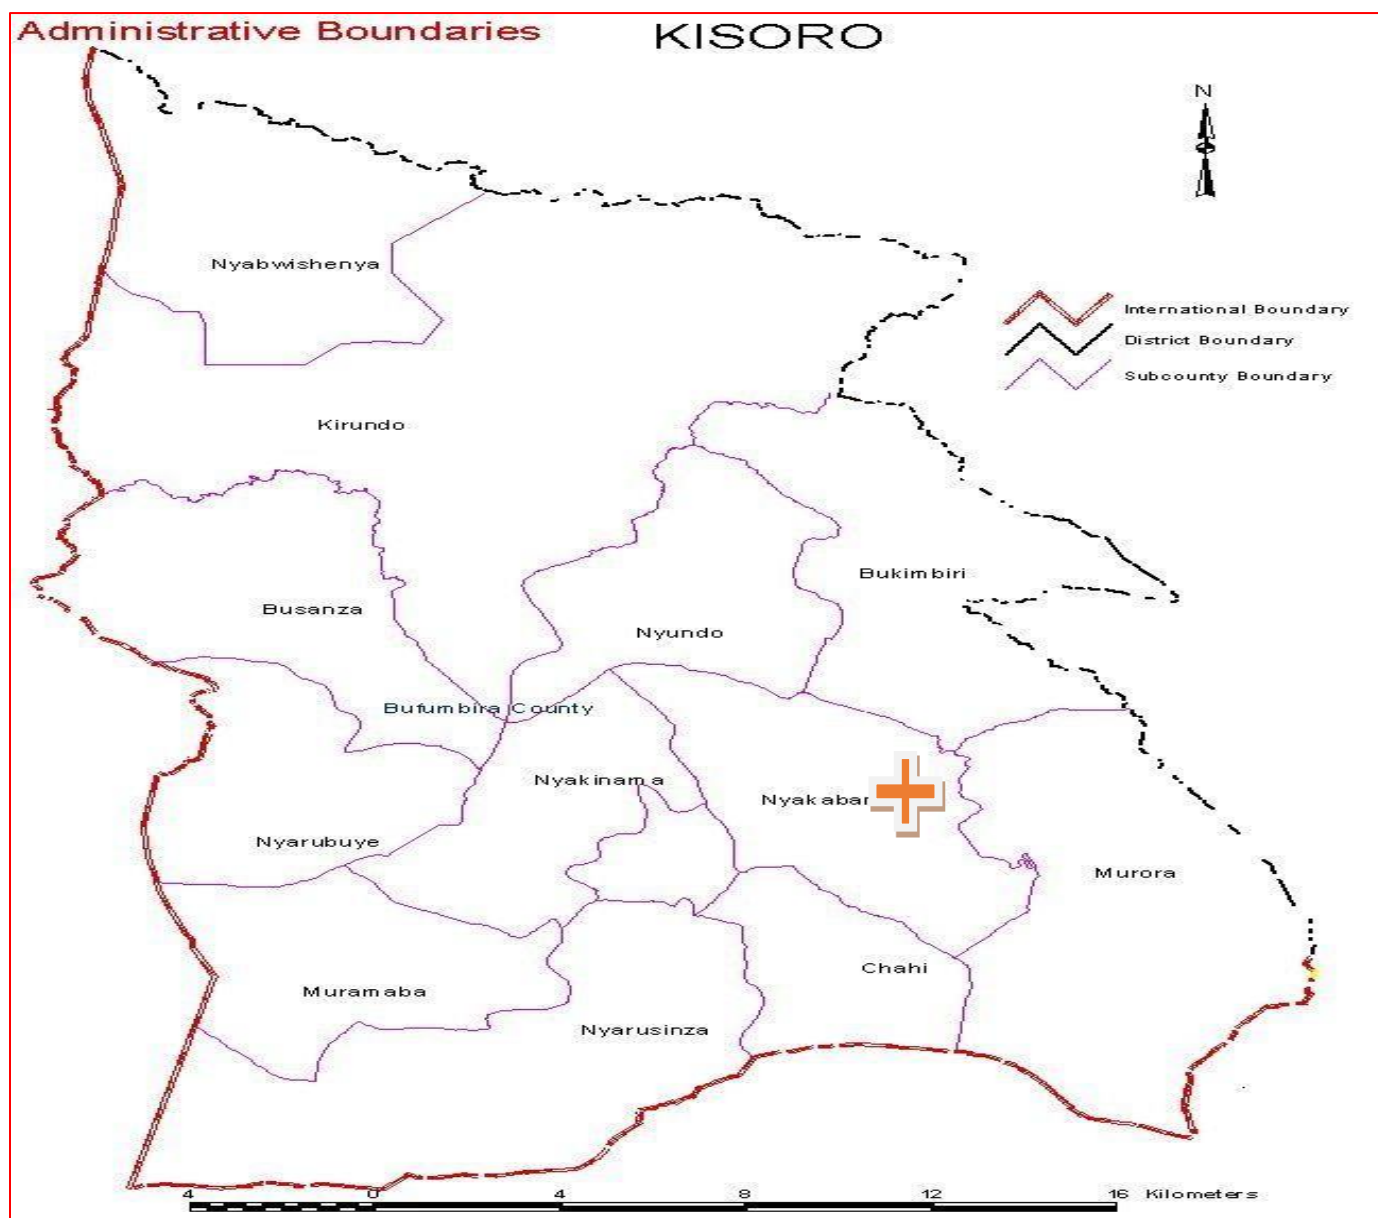 Administrative Boundaries
KISORO
N
Nyabwishenya
International Boundary
District Boundary
Subcounty Boundary
Kirundo
Bukimbiri
Busanza
Nyundo
Bufumbira County
Nyakinama
Nyarubuye
Murora
Chahi
Muramaba
Nyarusinza
4 0 4 8 12 16 Kilometers